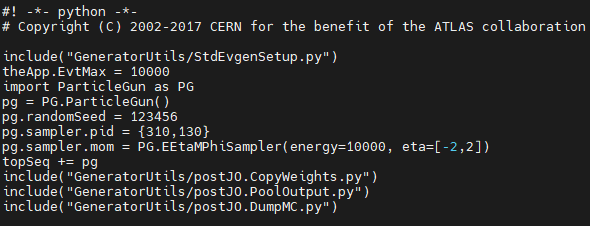 #! -*- python -*-
# Copyright (C) 2002-2017 CERN for the benefit of the ATLAS collaboration
include("GeneratorUtils/StdEvgenSetup.py")
theApp.EvtMax = 10000
import ParticleGun as PG
pg = PG.ParticleGun()
pg.randomSeed = 123456
pg.sampler.pid = {310,130}
pg.sampler.mom = PG.EEtaMPhiSampler(energy=10000, eta=[-2,2])
topSeq += pg
include("GeneratorUtils/postJO.CopyWeights.py")
include("GeneratorUtils/postJO.PoolOutput.py")
include("GeneratorUtils/postJO.DumpMC.py")